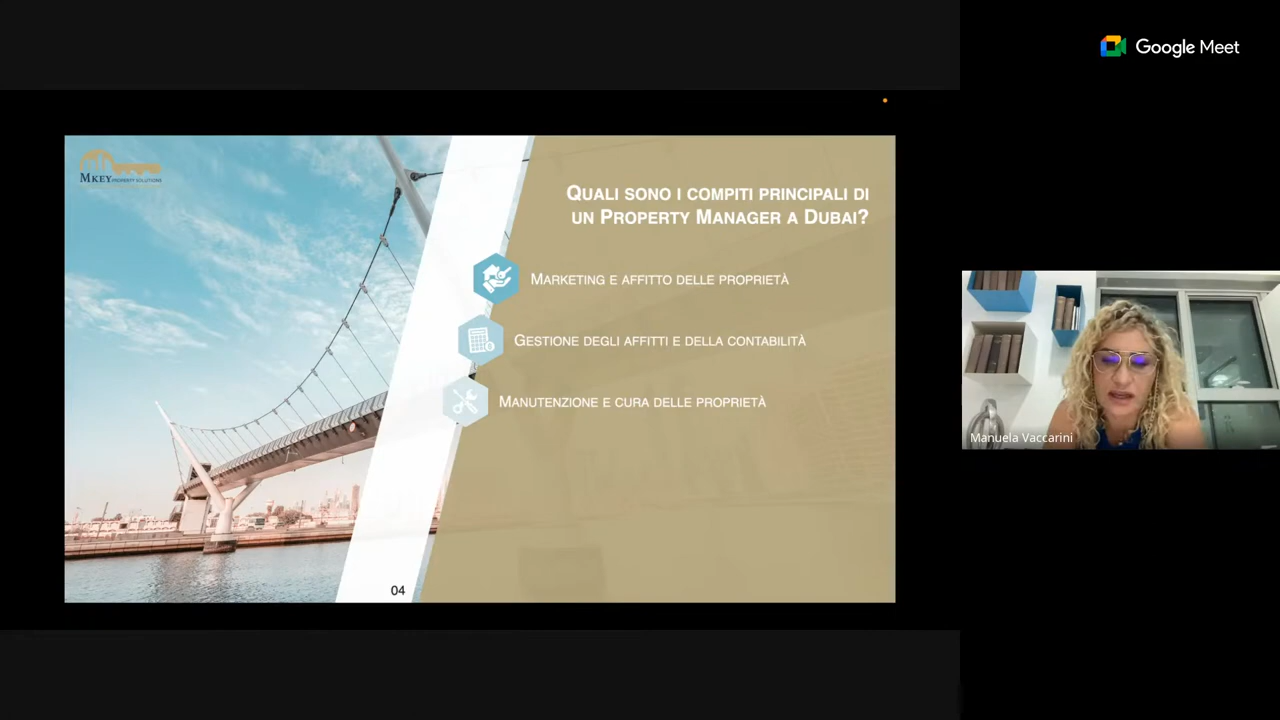 Google Meet
MKEY PROPERTY SOLUTIONS
QUALI SONO I COMPITI PRINCIPALI DI
UN PROPERTY MANAGER A DUBAI?
MARKETING E AFFITTO DELLE PROPRIETÀ
GESTIONE DEGLI AFFITTI E DELLA CONTABILITÀ
MANUTENZIONE E CURA DELLE PROPRIETÀ
Manuela Vaccarini
04